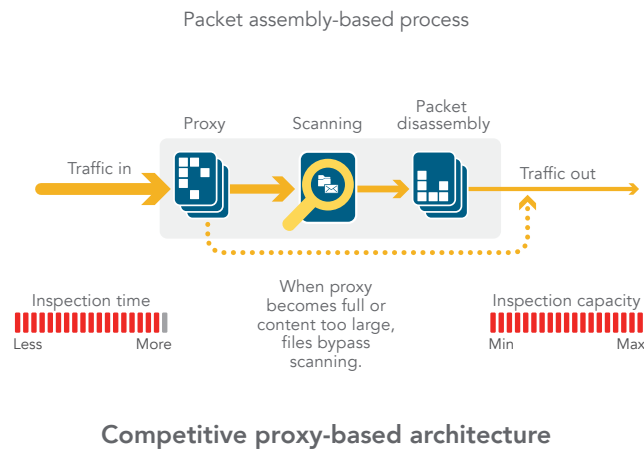 Packet assembly-based process
Proxy
Scanning
Packet
disassembly
Traffic in
Traffic out
When proxy
becomes full or
content too large,
files bypass
scanning.
Inspection time
Less
More
Inspection capacity
Min
Max
Competitive proxy-based architecture